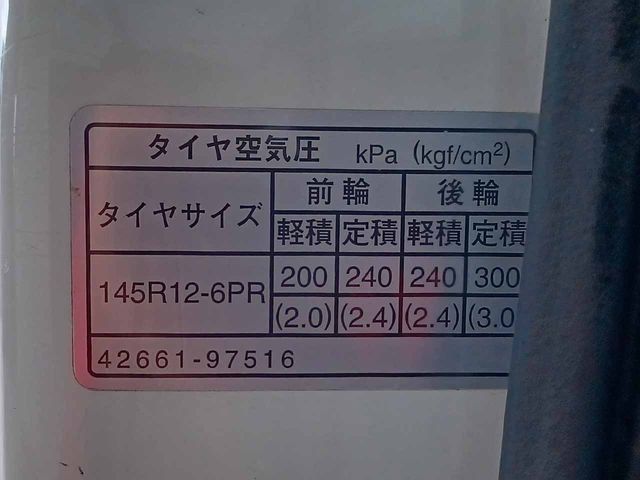 タイヤ空気圧 kPa (kgf/cm²)
タイヤサイズ 前輪 後輪
軽積 定積 軽積 定積
145R12-6PR 200 240 240 300
(2.0) (2.4) (2.4) (3.0
42661-97516